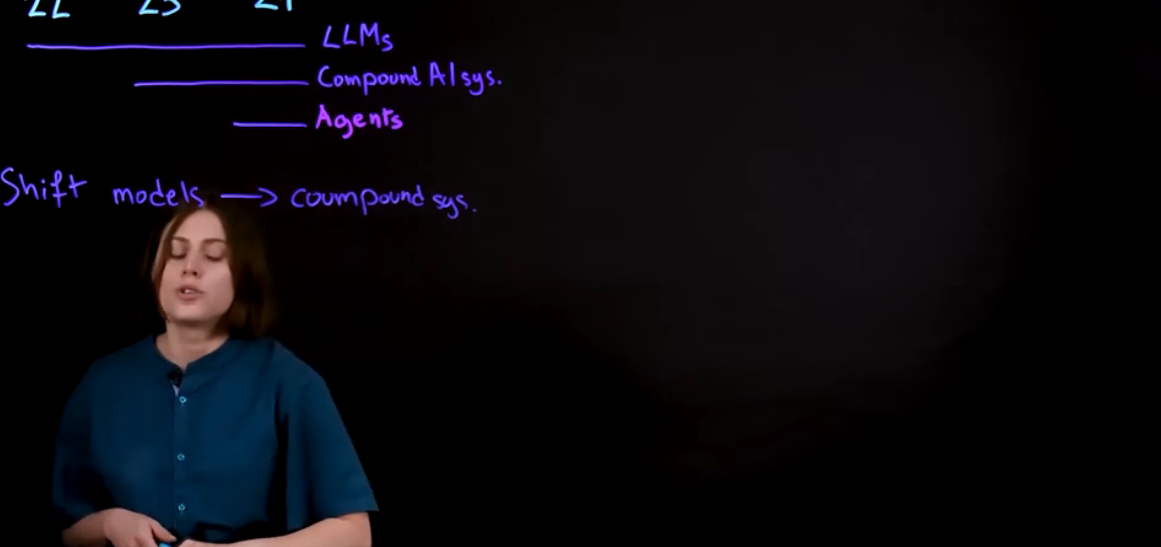 22 23 24
LLMs
Compound AI sys.
Agents
Shift models → coumpound sys.